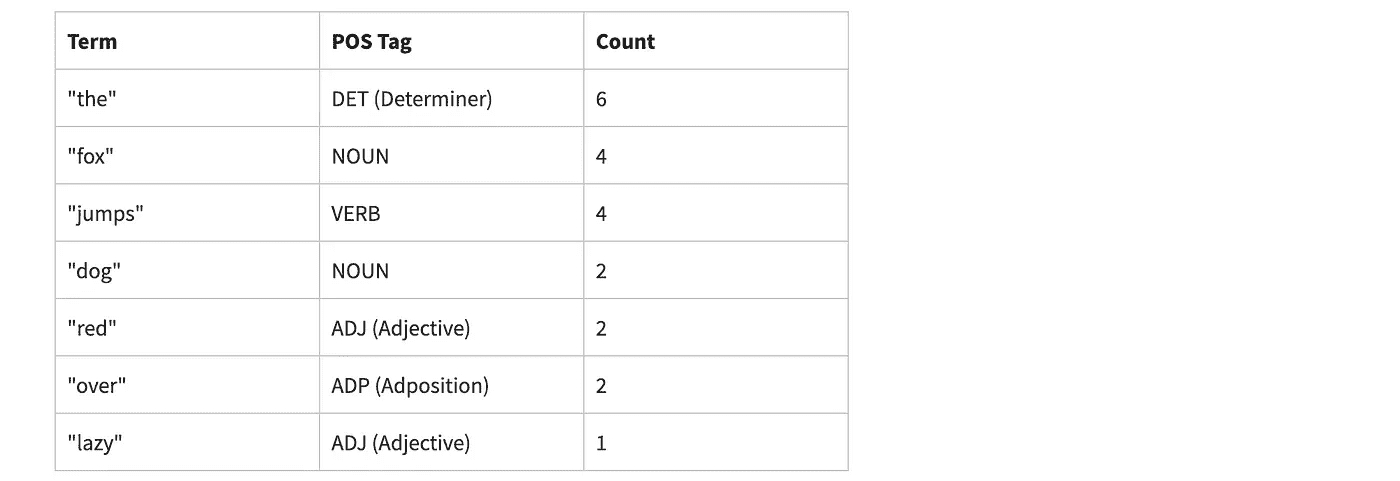 Term POS Tag Count
"the" DET (Determiner) 6
"fox" NOUN 4
"jumps" VERB 4
"dog" NOUN 2
"red" ADJ (Adjective) 2
"over" ADP (Adposition) 2
"lazy" ADJ (Adjective) 1